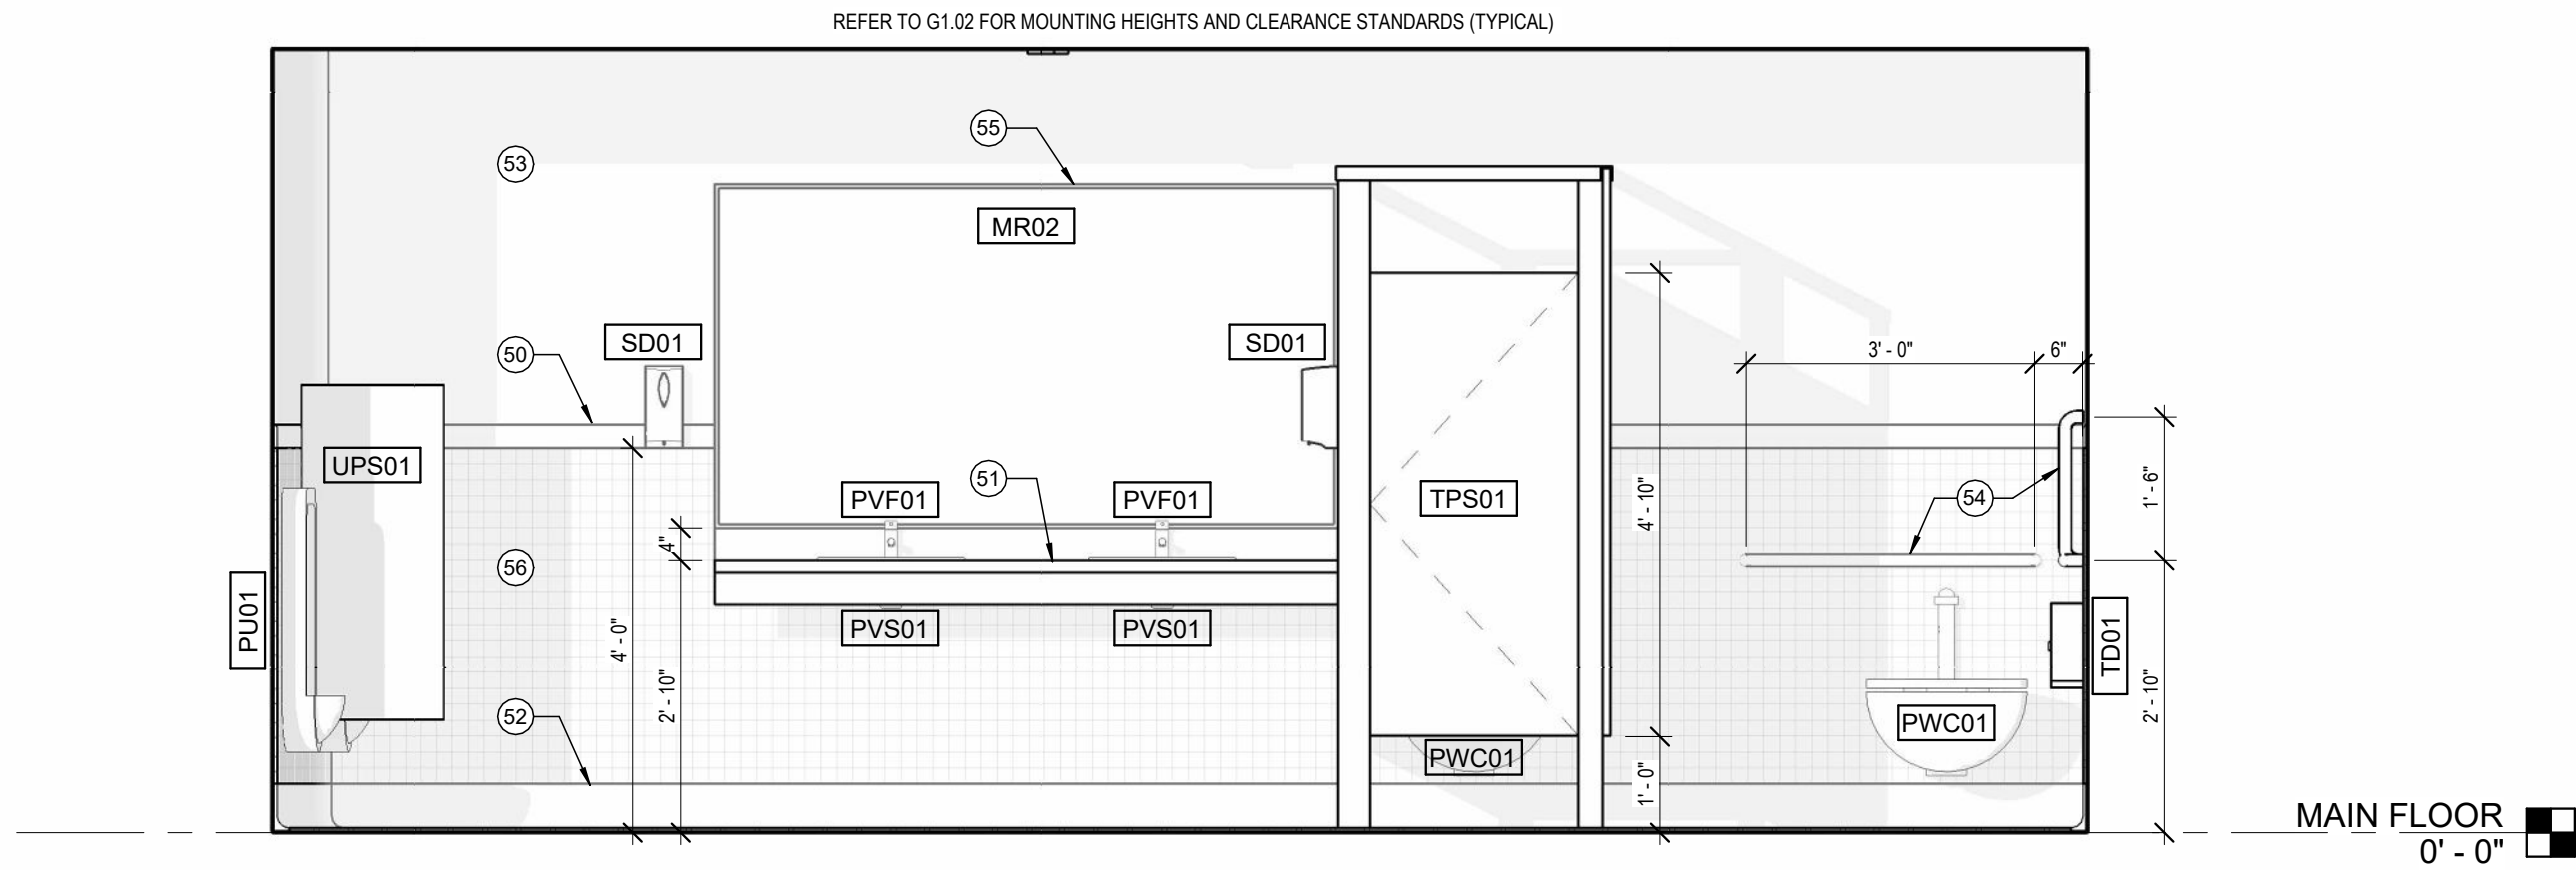 REFER TO G1.02 FOR MOUNTING HEIGHTS AND CLEARANCE STANDARDS (TYPICAL)
55
53
MR02
SD01
SD01
50
3' - 0"
6"
UPS01
51
PVF01
PVF01
TPS01
4' - 10"
54
1' - 6"
4"
56
PU01
PVS01
PVS01
4' - 0"
2' - 10"
TD01
52
PWC01
PWC01
1' - 0"
2' - 10"
MAIN FLOOR
0' - 0"